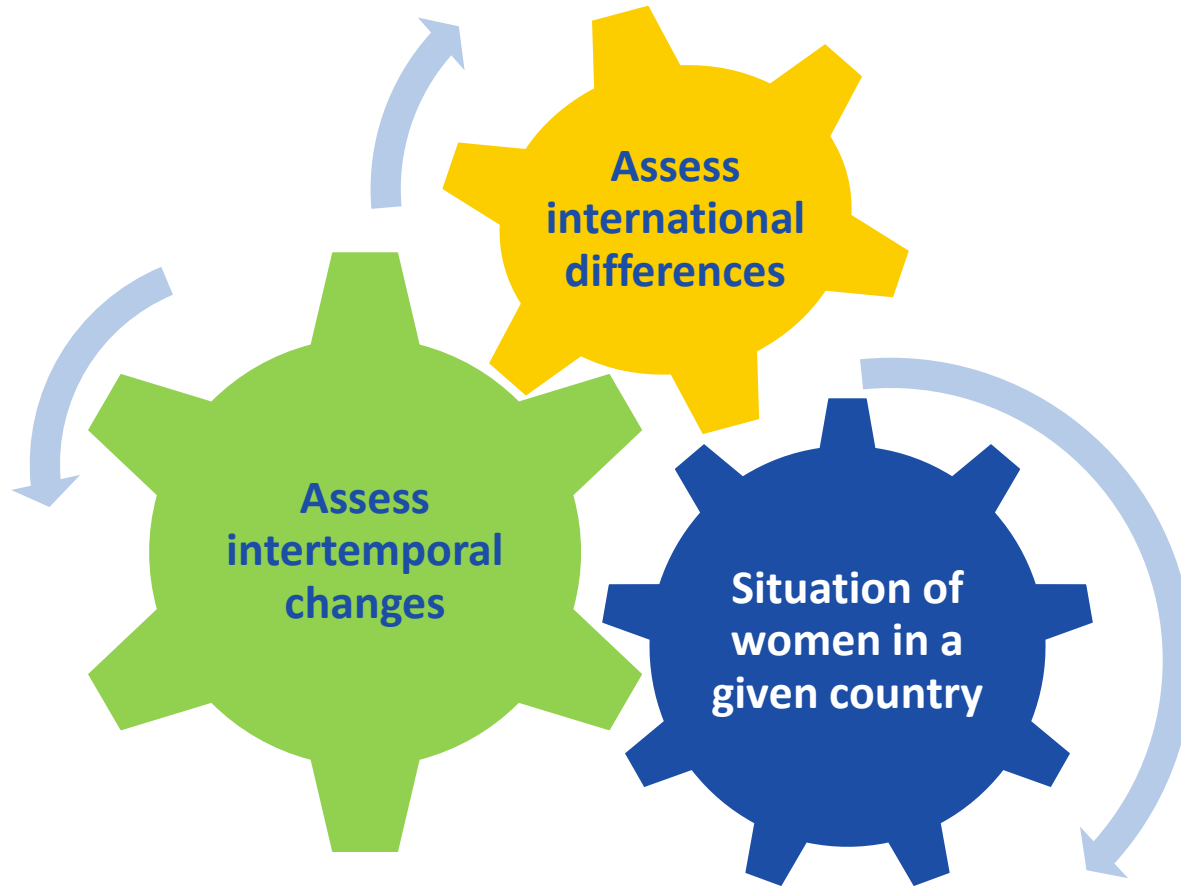 Assess
international
differences
Assess
intertemporal
changes
Situation of
women in a
given country